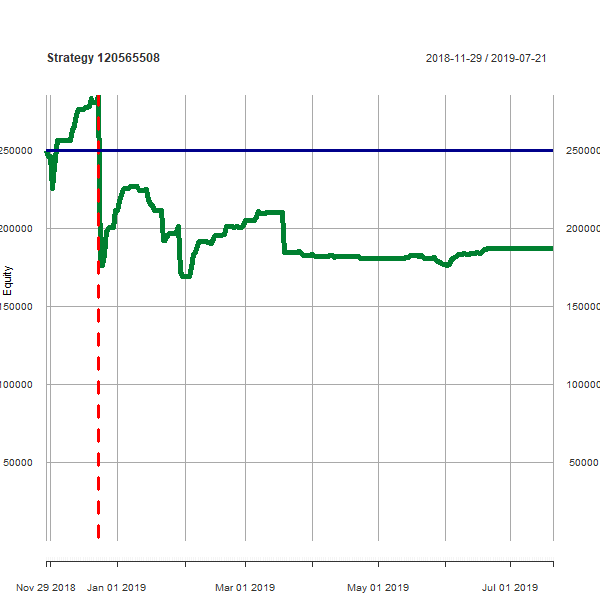 Strategy 120565508
2018-11-29 / 2019-07-21
250000
200000
150000
100000
50000
Equity
250000
200000
150000
100000
50000
Nov 29 2018
Jan 01 2019
Mar 01 2019
May 01 2019
Jul 01 2019